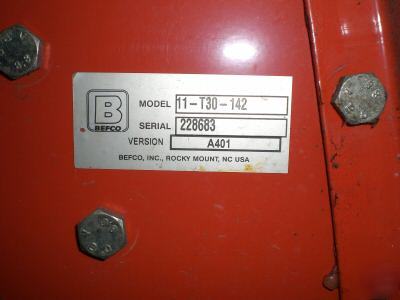 B
BEFCO
MODEL 11-T30-142
SERIAL 228683
VERSION A401
BEFCO, INC., ROCKY MOUNT, NC USA